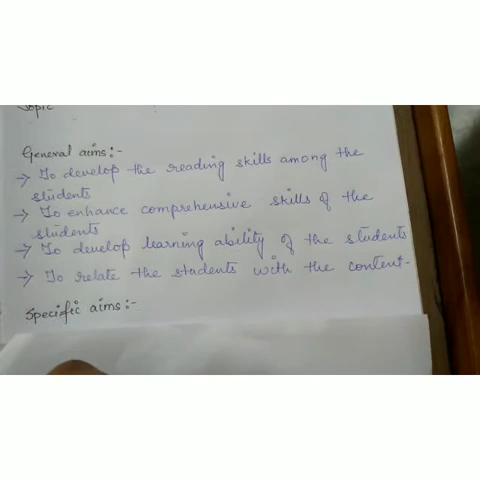 Topic
General aims:-
→ To develop the reading skills among the
students
→ To enhance comprehensive skills of the
students
→ To develop learning ability of the students
→ To relate the students with the content-
Specific aims:-